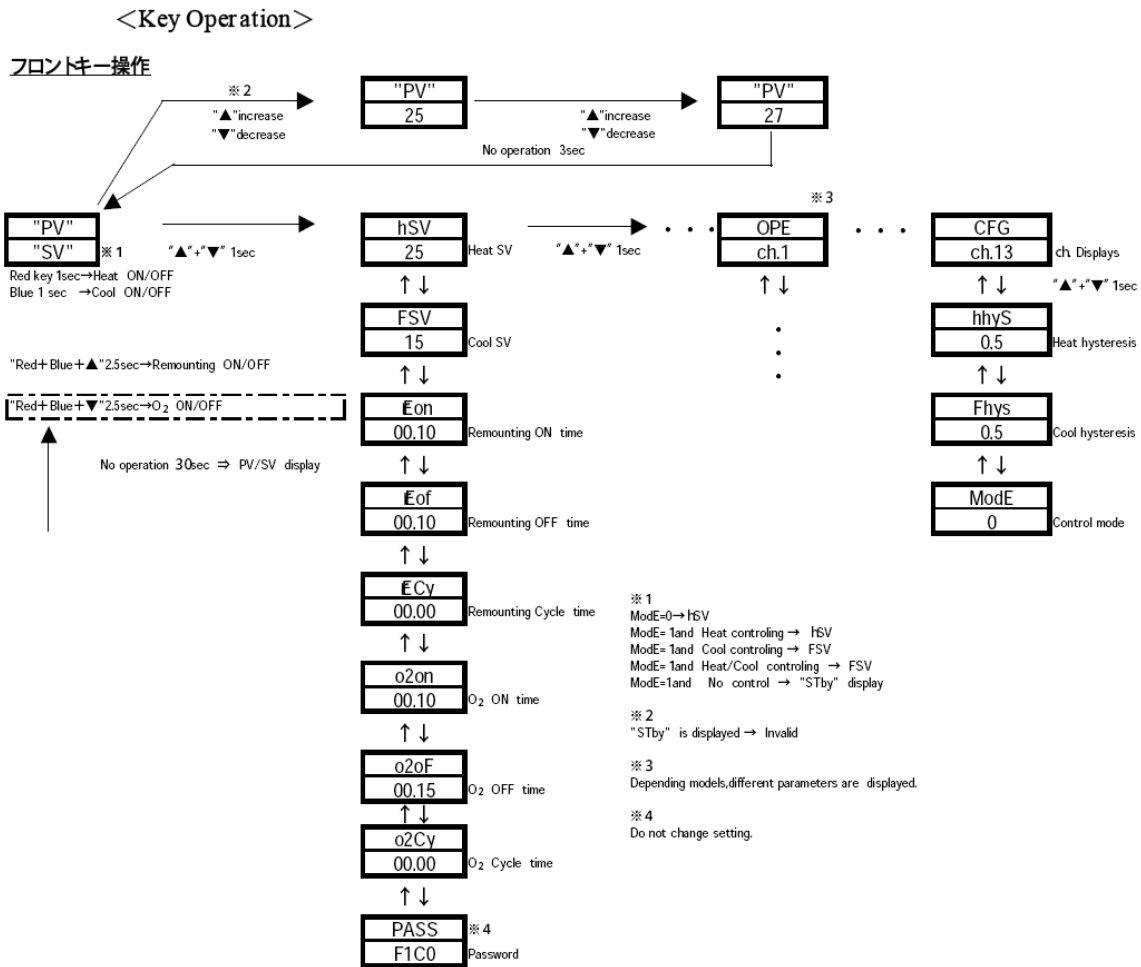 <Key Operation>
フロントキー操作
※2
"▲"increase
"▼"decrease
"PV"
25
"▲"increase
"▼"decrease
"PV"
27
No operation 3sec
"PV"
"SV" ※1
"▲"+"▼" 1sec
Red key 1sec→Heat ON/OFF
Blue 1 sec →Cool ON/OFF
"Red+Blue+▲"2.5sec→Remounting ON/OFF
"Red+Blue+▼"2.5sec→O₂ ON/OFF
No operation 30sec ⇒ PV/SV display
hSV
25 Heat SV
"▲"+"▼" 1sec
↑↓
FSV
15 Cool SV
↑↓
rEon
00.10 Remounting ON time
↑↓
rEof
00.10 Remounting OFF time
↑↓
rECy
00.00 Remounting Cycle time
↑↓
o2on
00.10 O₂ ON time
↑↓
o2oF
00.15 O₂ OFF time
↑↓
o2Cy
00.00 O₂ Cycle time
↑↓
PASS ※4
F1C0 Password
・・・
※3
OPE
ch.1
↑↓
・
・
・
・・・
CFG
ch.13 ch. Displays
↑↓ "▲"+"▼" 1sec
hhyS
0.5 Heat hysteresis
↑↓
Fhys
0.5 Cool hysteresis
↑↓
ModE
0 Control mode
※1
ModE=0→hSV
ModE=1and Heat controling → hSV
ModE=1and Cool controling → FSV
ModE=1and Heat/Cool controling → FSV
ModE=1and No control → "STby" display
※2
"STby" is displayed → Invalid
※3
Depending models,different parameters are displayed.
※4
Do not change setting.